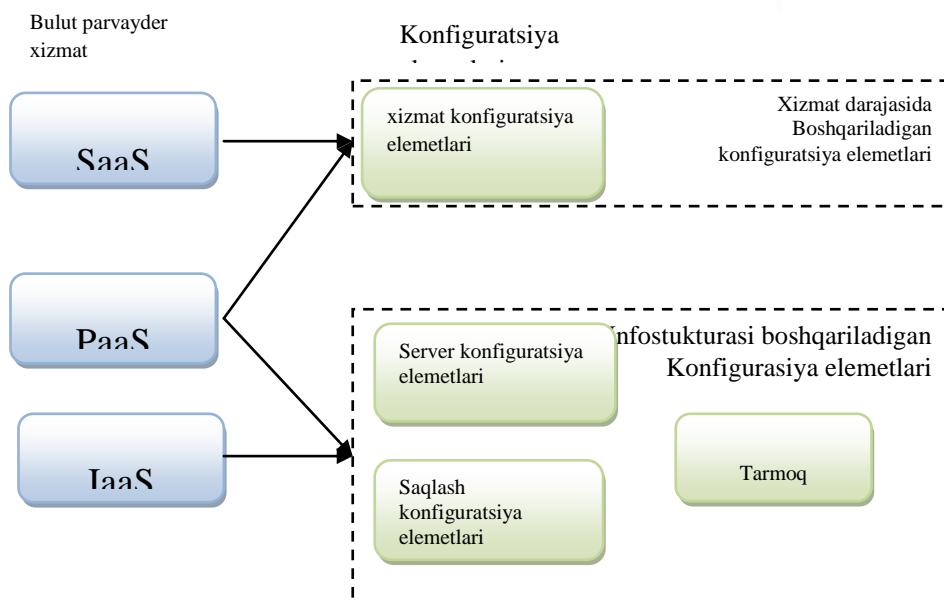 Bulut parvayder
xizmat
Konfiguratsiya
SaaS
xizmat konfiguratsiya
elemetlari
Xizmat darajasida
Boshqariladigan
konfiguratsiya elemetlari
PaaS
Server konfiguratsiya
elemetlari
nfostukturasi boshqariladigan
Konfigurasiya elemetlari
IaaS
Saqlash
konfiguratsiya
elemetlari
Tarmoq